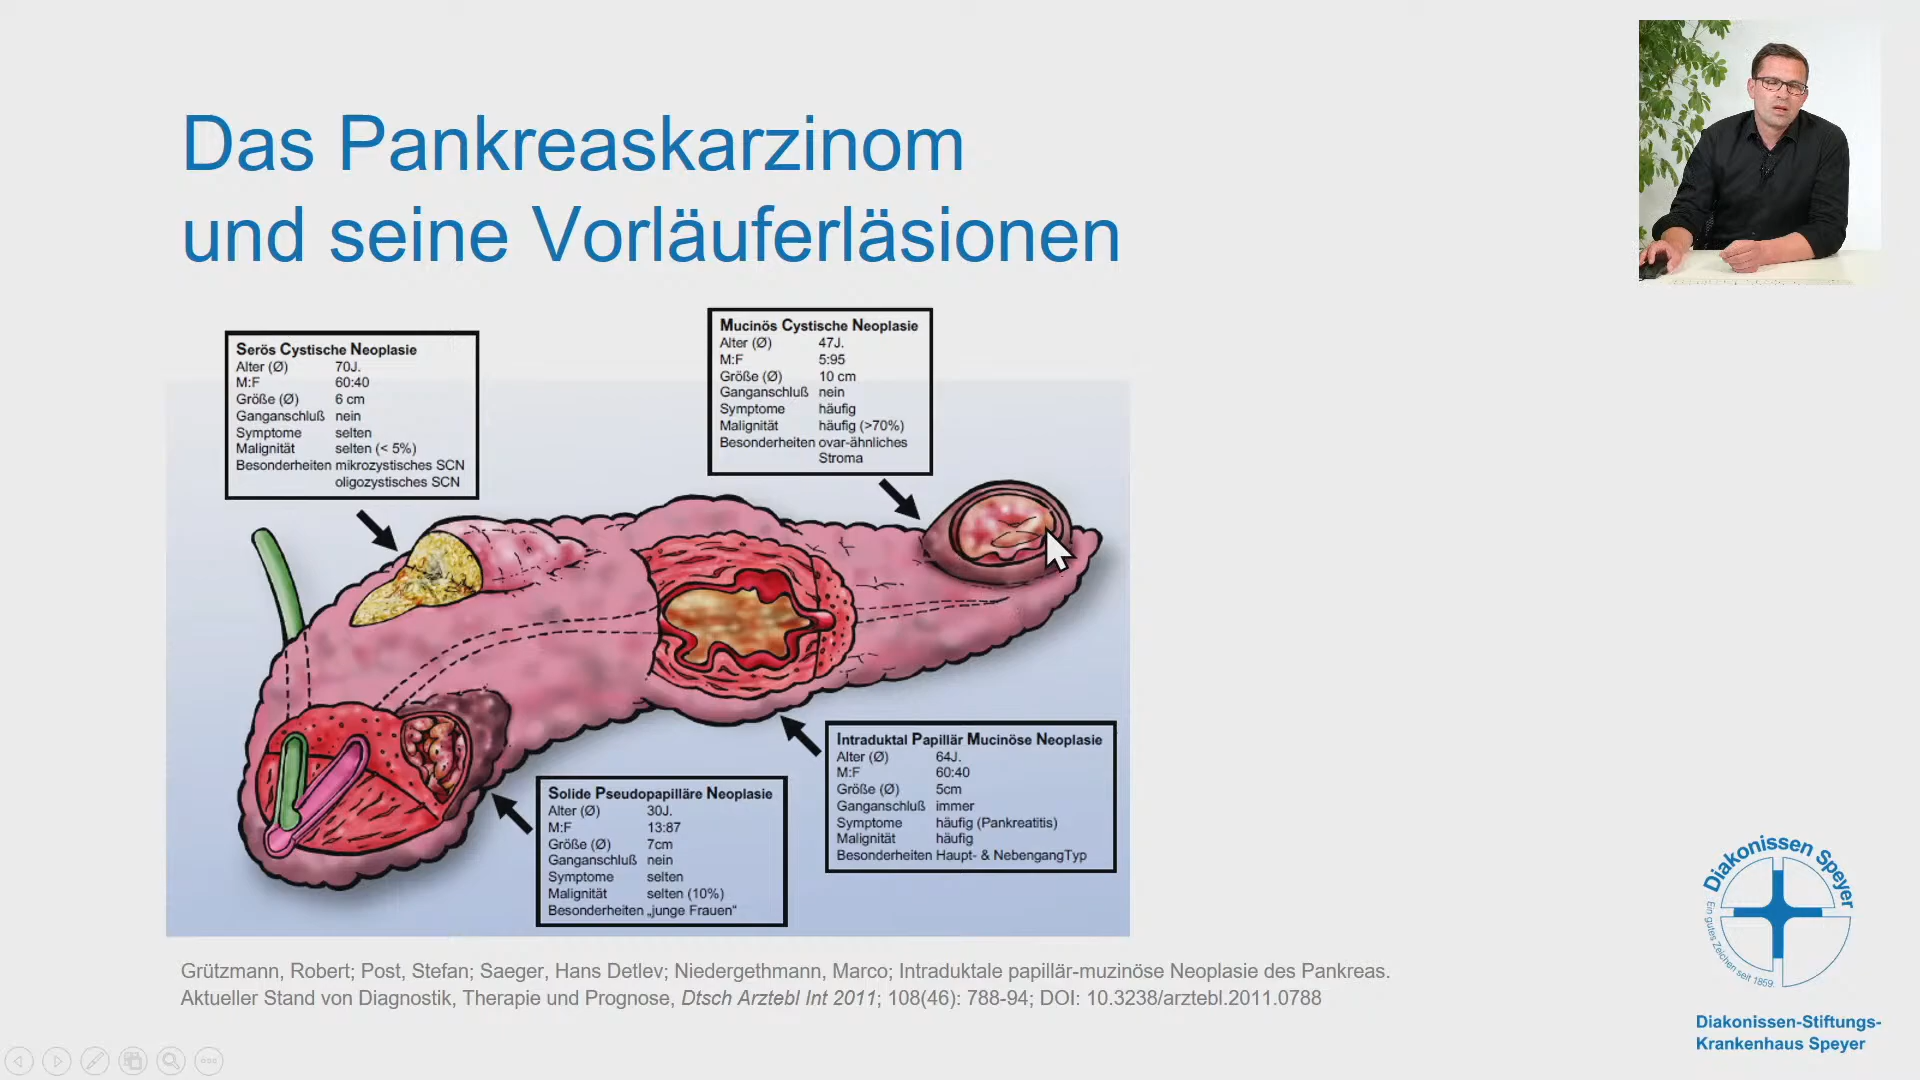 Das Pankreaskarzinom
und seine Vorläuferläsionen
Serös Cystische Neoplasie
Alter (Ø) 70J.
M:F 60:40
Größe (Ø) 6 cm
Ganganschluß nein
Symptome selten
Malignität selten (< 5%)
Besonderheiten mikrozystisches SCN
oligozystisches SCN
Mucinös Cystische Neoplasie
Alter (Ø) 47J.
M:F 5:95
Größe (Ø) 10 cm
Ganganschluß nein
Symptome häufig
Malignität häufig (>70%)
Besonderheiten ovar-ähnliches
Stroma
Solide Pseudopapilläre Neoplasie
Alter (Ø) 30J.
M:F 13:87
Größe (Ø) 7cm
Ganganschluß nein
Symptome selten
Malignität selten (10%)
Besonderheiten „junge Frauen“
Intraduktal Papillär Mucinöse Neoplasie
Alter (Ø) 64J.
M:F 60:40
Größe (Ø) 5cm
Ganganschluß immer
Symptome häufig (Pankreatitis)
Malignität häufig
Besonderheiten Haupt- & NebengangTyp
Grützmann, Robert; Post, Stefan; Saeger, Hans Detlev; Niedergethmann, Marco; Intraduktale papillär-muzinöse Neoplasie des Pankreas.
Aktueller Stand von Diagnostik, Therapie und Prognose, Dtsch Arztebl Int 2011; 108(46): 788-94; DOI: 10.3238/arztebl.2011.0788
Diakonissen Speyer
Ein gutes Zeichen seit 1859.
Diakonissen-Stiftungs-
Krankenhaus Speyer